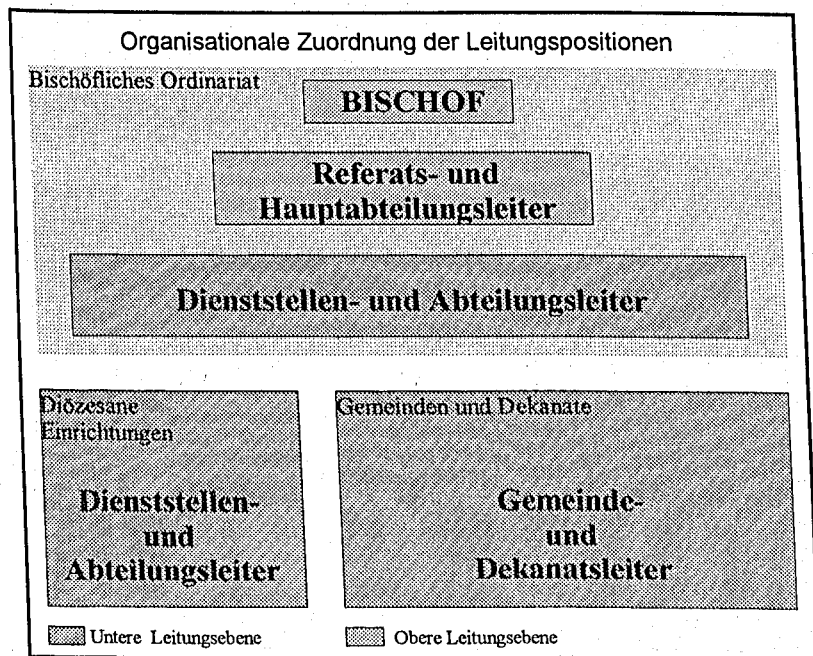 Organisationale Zuordnung der Leitungspositionen
Bischöfliches Ordinariat
BISCHOF
Referats- und
Hauptabteilungsleiter
Dienststellen- und Abteilungsleiter
Diözesane
Einrichtungen
Dienststellen-
und
Abteilungsleiter
Gemeinden und Dekanate
Gemeinde-
und
Dekanatsleiter
Untere Leitungsebene
Obere Leitungsebene